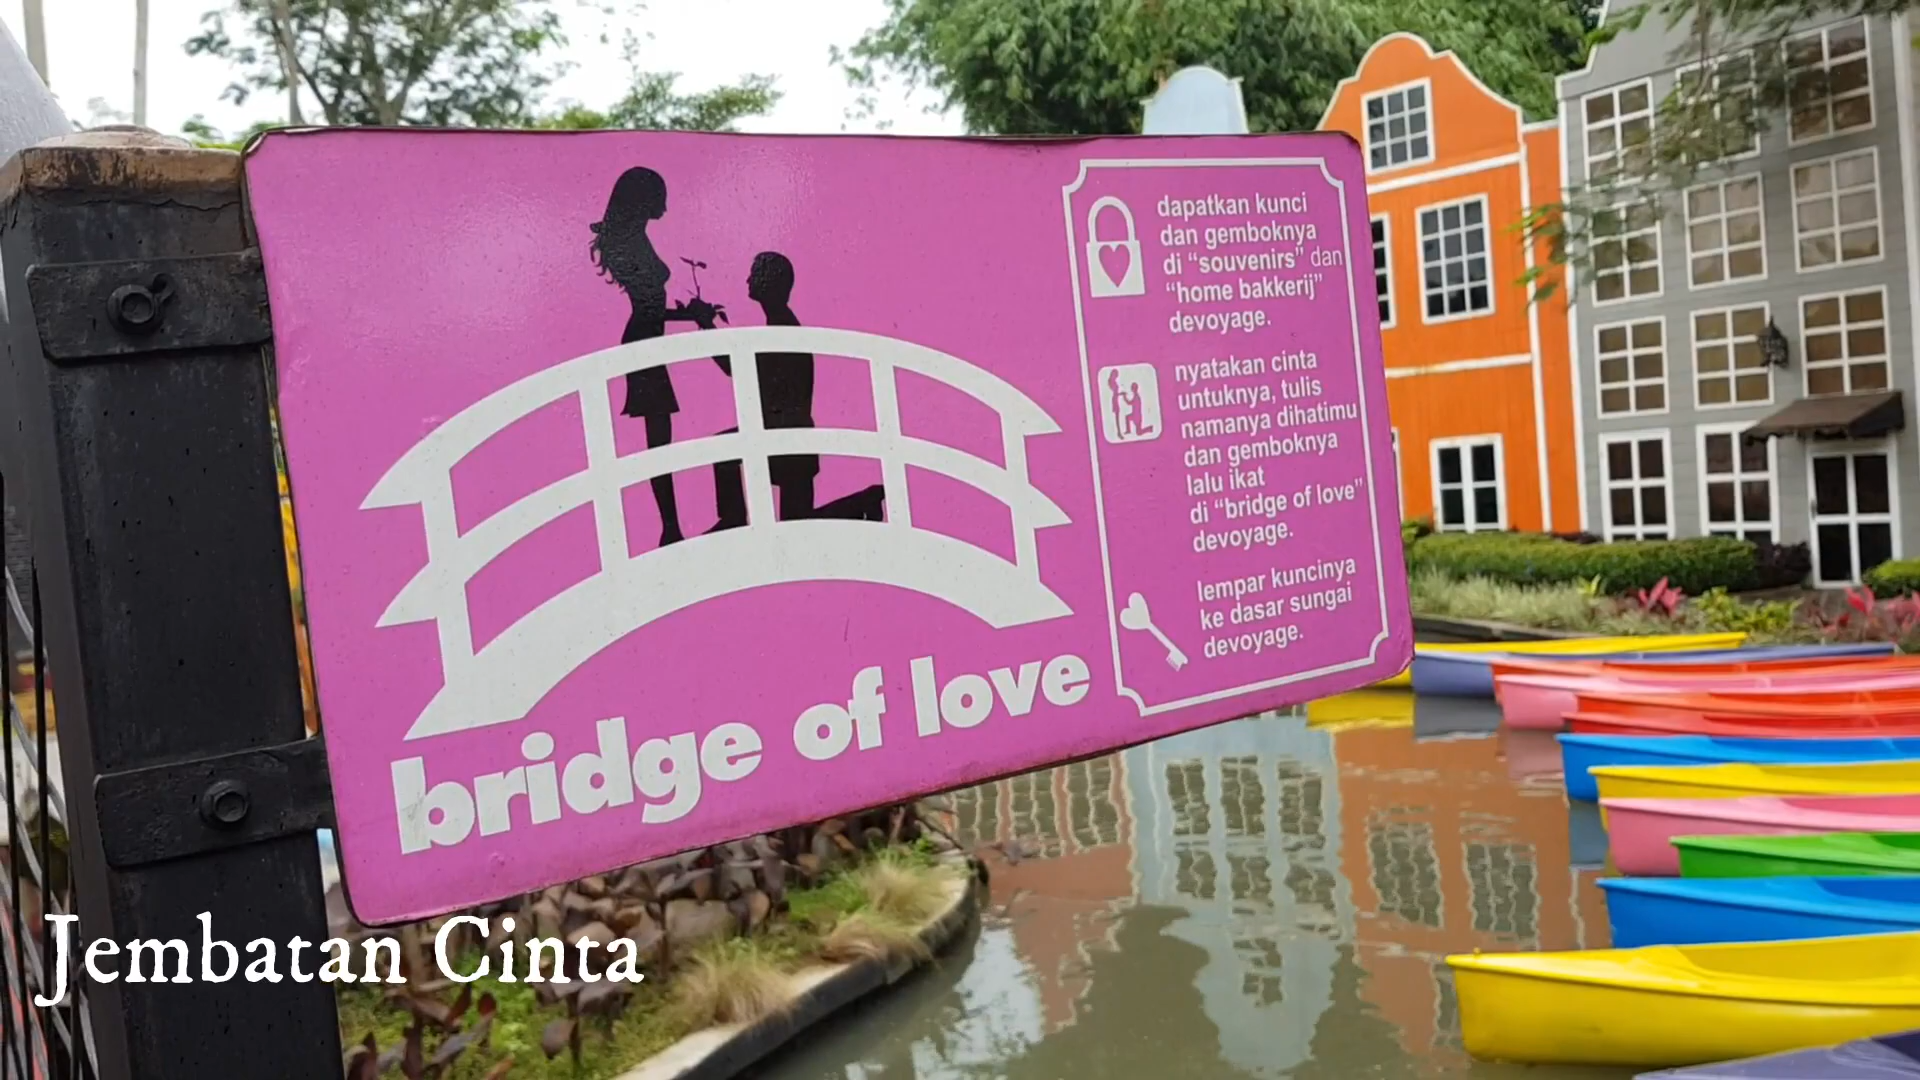 bridge of love
dapatkan kunci
dan gemboknya
di “souvenirs” dan
“home bakkerij”
devoyage.
nyatakan cinta
untuknya, tulis
namanya dihatimu
dan gemboknya
lalu ikat
di “bridge of love”
devoyage.
lempar kuncinya
ke dasar sungai
devoyage.
Jembatan Cinta